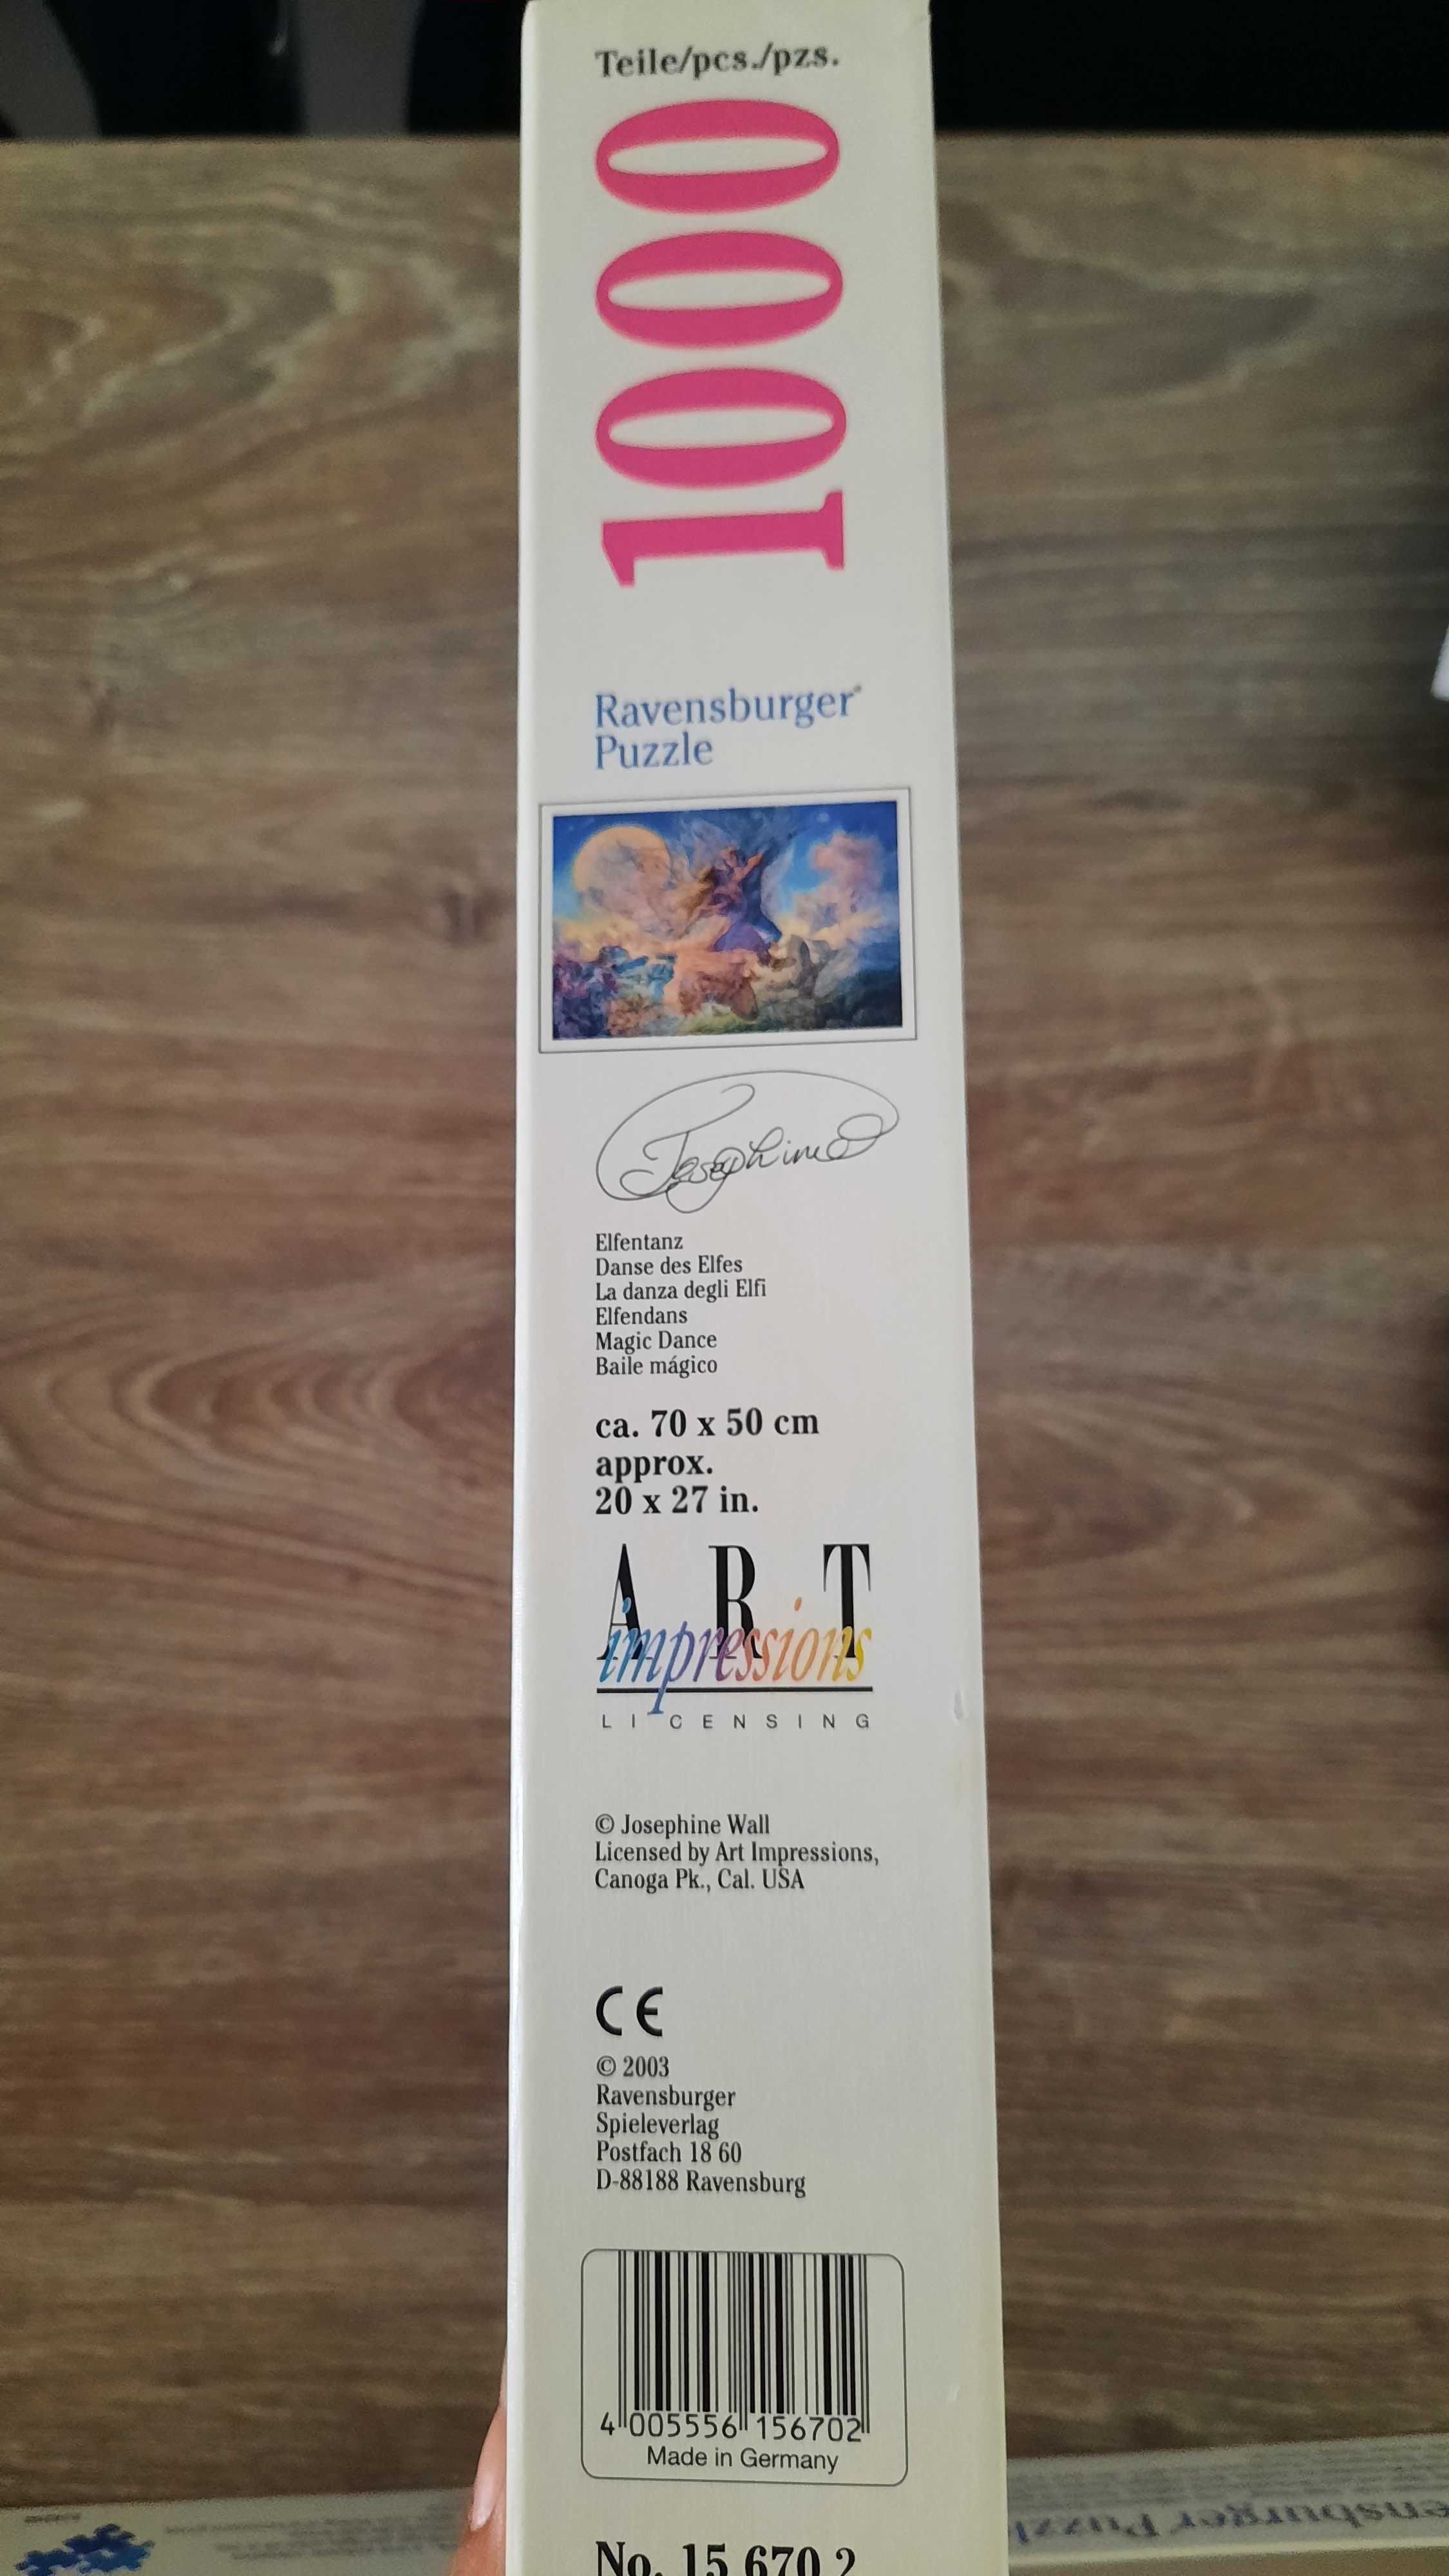 Teile/pcs./pzs.
1000
Ravensburger®
Puzzle
Josephine
Elfentanz
Danse des Elfes
La danza degli Elfi
Elfendans
Magic Dance
Baile mágico
ca. 70 x 50 cm
approx.
20 x 27 in.
ART
impressions
LICENSING
© Josephine Wall
Licensed by Art Impressions,
Canoga Pk., Cal. USA
CE
© 2003
Ravensburger
Spieleverlag
Postfach 18 60
D-88188 Ravensburg
4 005556 156702
Made in Germany
No. 15 670 2
ensburger Puzzl